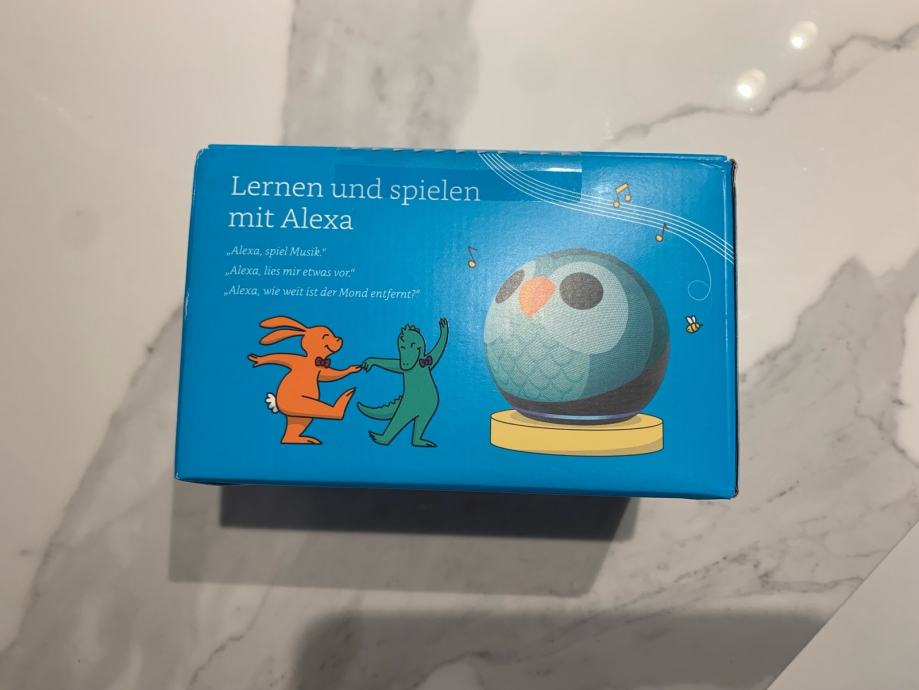 Lernen und spielen
mit Alexa
„Alexa, spiel Musik.“
„Alexa, lies mir etwas vor.“
„Alexa, wie weit ist der Mond entfernt?“